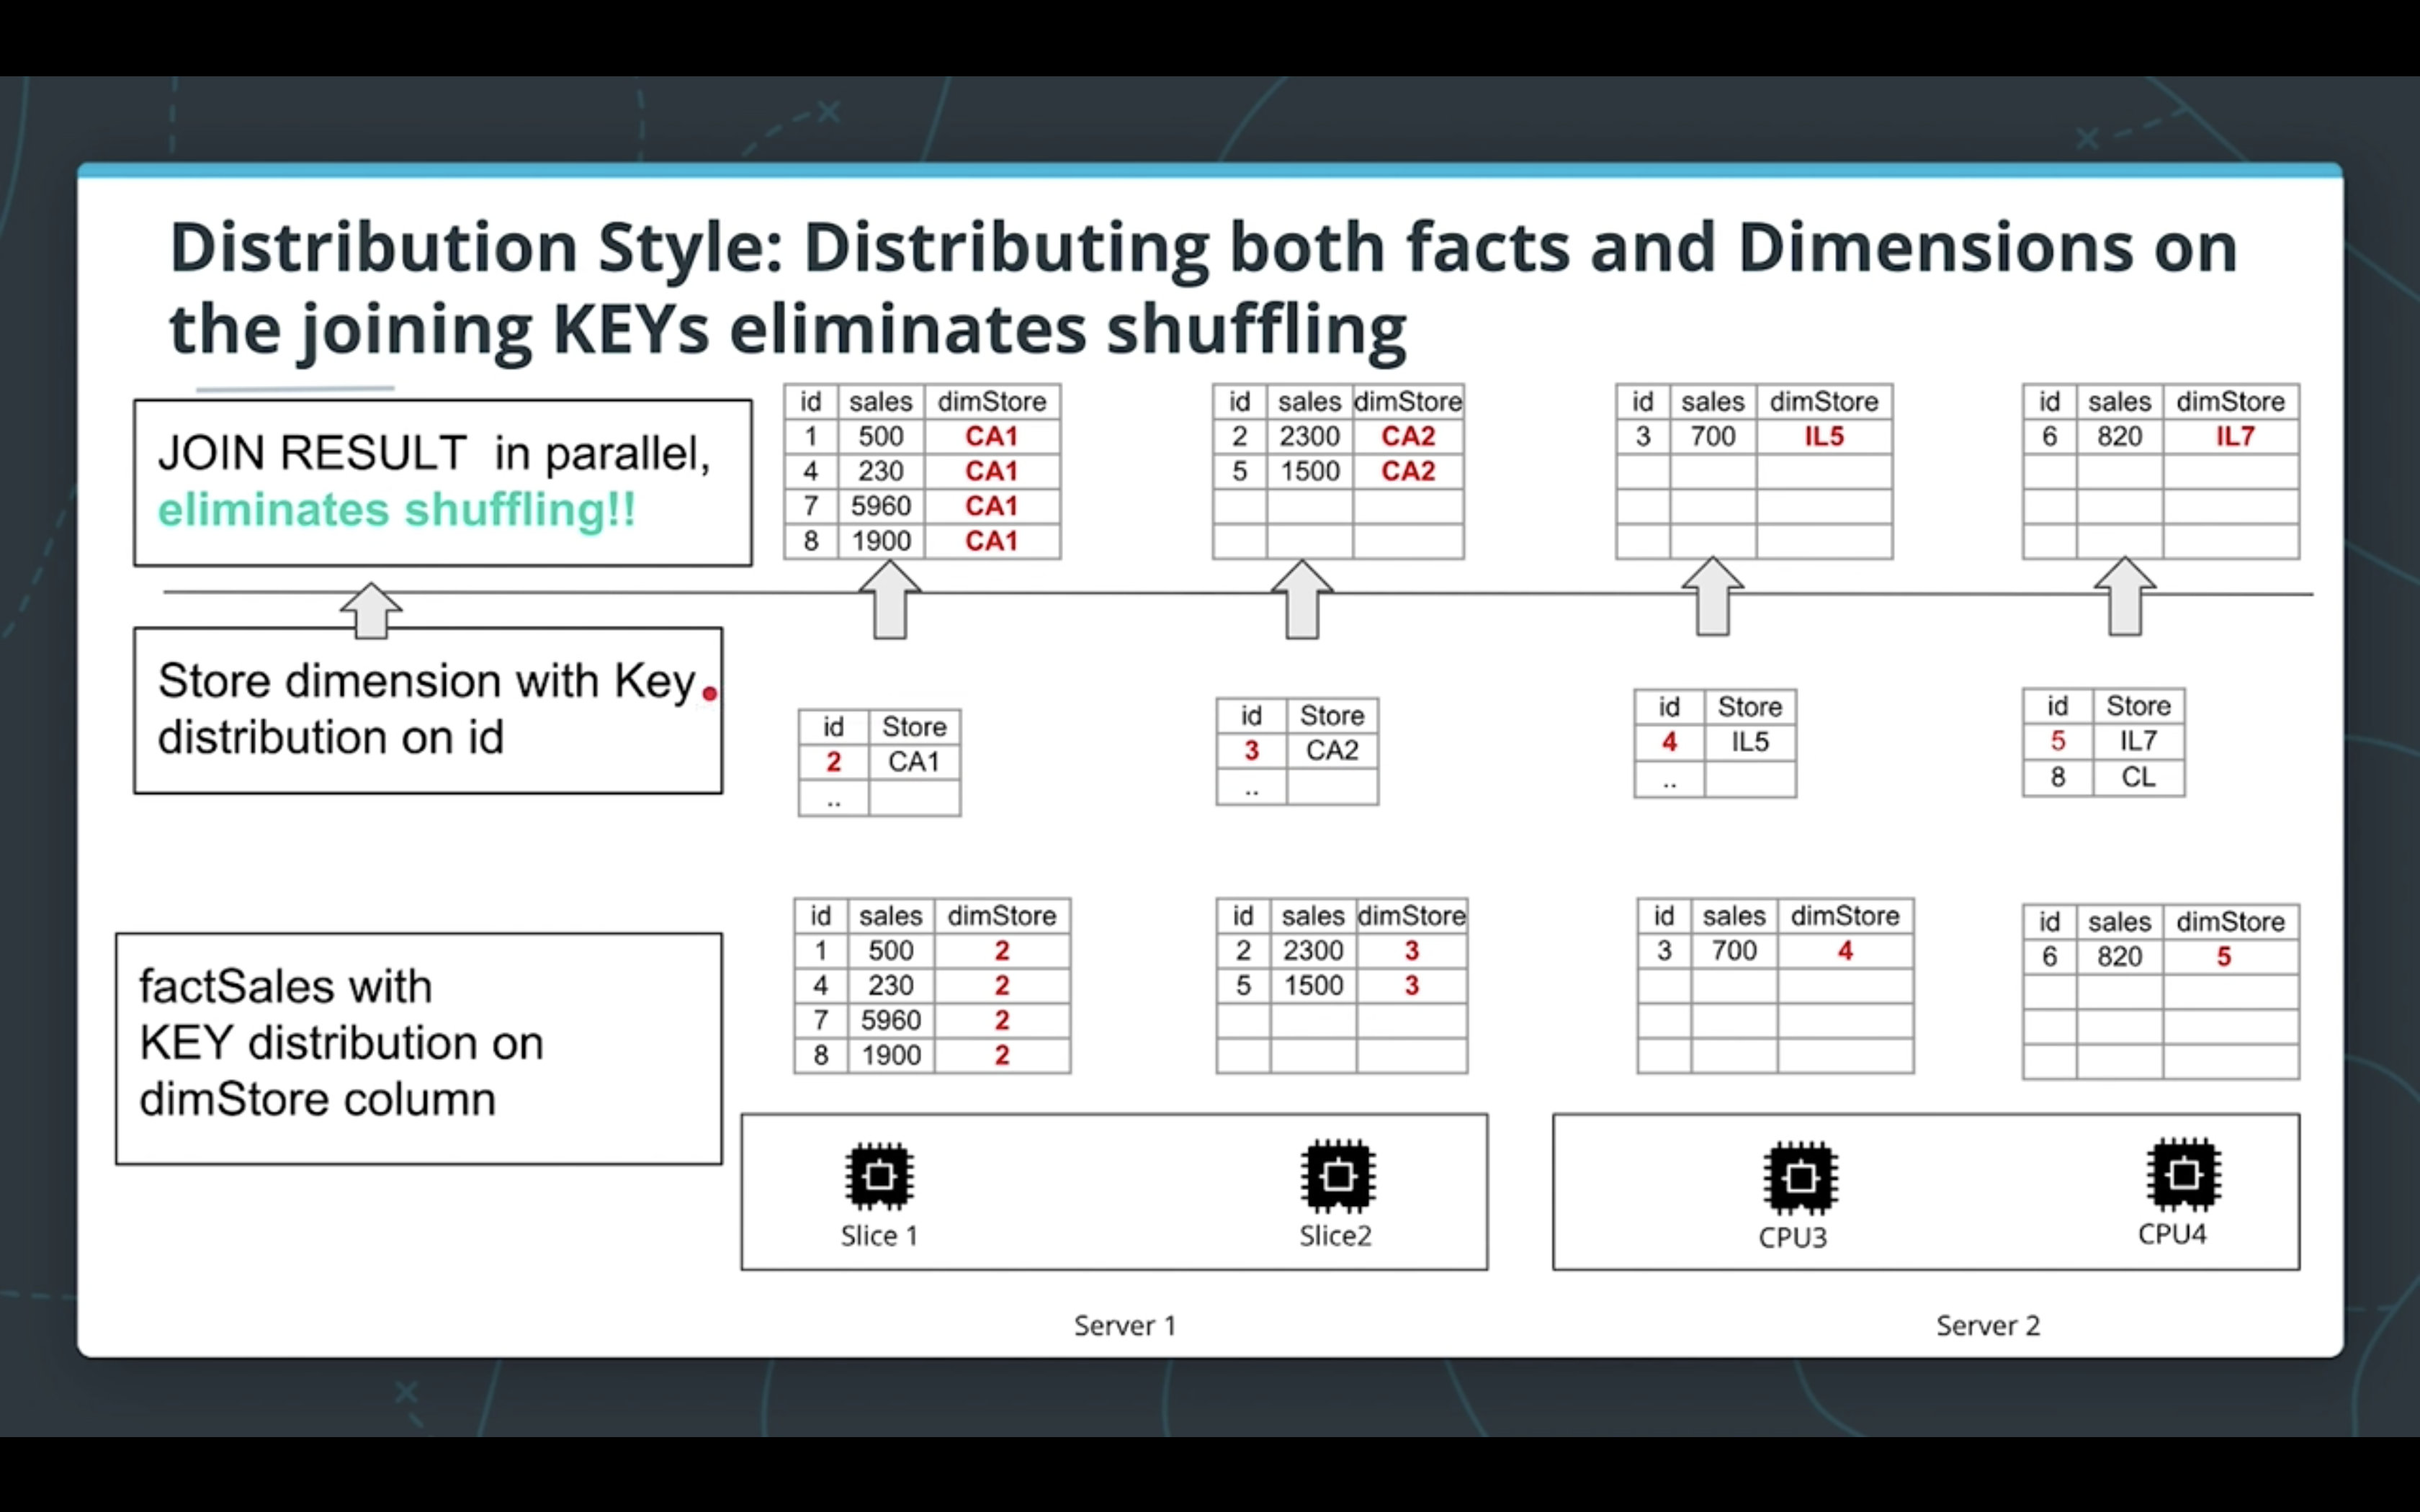 Distribution Style: Distributing both facts and Dimensions on
the joining KEYs eliminates shuffling
JOIN RESULT in parallel,
eliminates shuffling!!
id sales dimStore
1 500 CA1
4 230 CA1
7 5960 CA1
8 1900 CA1
id sales dimStore
2 2300 CA2
5 1500 CA2
id sales dimStore
3 700 IL5
id sales dimStore
6 820 IL7
Store dimension with Key
distribution on id
id Store
2 CA1
..
id Store
3 CA2
..
id Store
4 IL5
..
id Store
5 IL7
8 CL
factSales with
KEY distribution on
dimStore column
id sales dimStore
1 500 2
4 230 2
7 5960 2
8 1900 2
id sales dimStore
2 2300 3
5 1500 3
id sales dimStore
3 700 4
id sales dimStore
6 820 5
Slice 1
Slice2
CPU3
CPU4
Server 1
Server 2